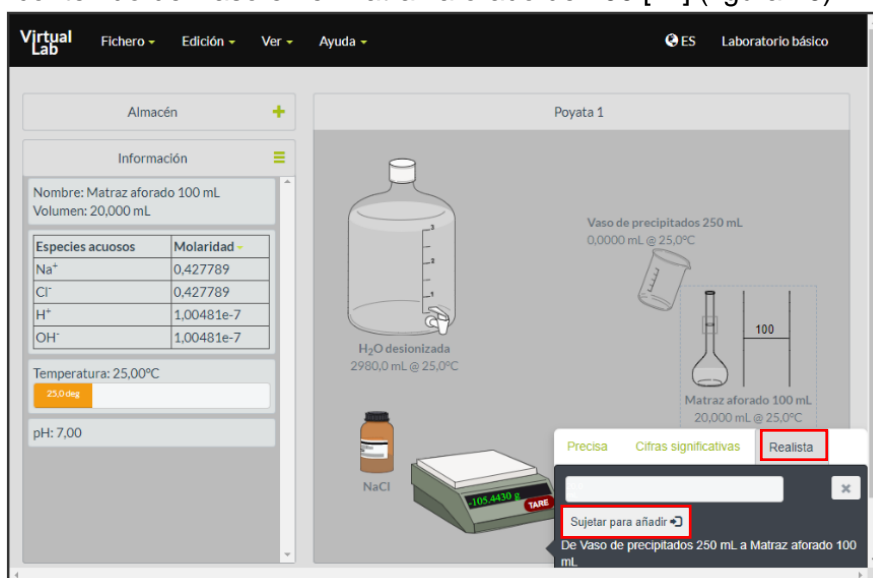 Virtual Lab Fichero Edición Ver Ayuda ES Laboratorio básico
Almacén
Información
Nombre: Matraz aforado 100 mL
Volumen: 20,000 mL
Especies acuosos Molaridad
Na⁺ 0,427789
Cl⁻ 0,427789
H⁺ 1,00481e-7
OH⁻ 1,00481e-7
Temperatura: 25,00°C
25,0 deg
pH: 7,00
Poyata 1
3
2
1
H₂O desionizada
2980,0 mL @ 25,0°C
Vaso de precipitados 250 mL
0,0000 mL @ 25,0°C
100
Matraz aforado 100 mL
20,000 mL @ 25,0°C
NaCl
-105.4430 g
TARE
Precisa Cifras significativas Realista
Sujetar para añadir
De Vaso de precipitados 250 mL a Matraz aforado 100
mL